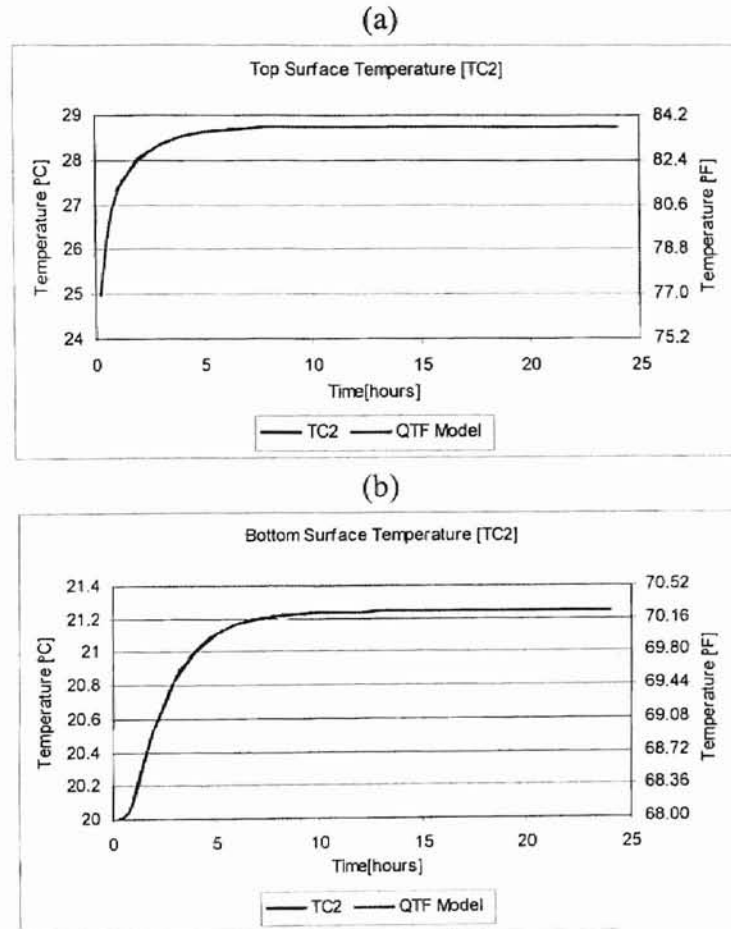 (a)
Top Surface Temperature [TC2]
29
28
27
26
25
24
Temperature [ºC]
84.2
82.4
80.6
78.8
77.0
75.2
Temperature [ºF]
0 5 10 15 20 25
Time[hours]
TC2 QTF Model
(b)
Bottom Surface Temperature [TC2]
21.4
21.2
21
20.8
20.6
20.4
20.2
20
Temperature [ºC]
70.52
70.16
69.80
69.44
69.08
68.72
68.36
68.00
Temperature [ºF]
0 5 10 15 20 25
Time[hours]
TC2 QTF Model